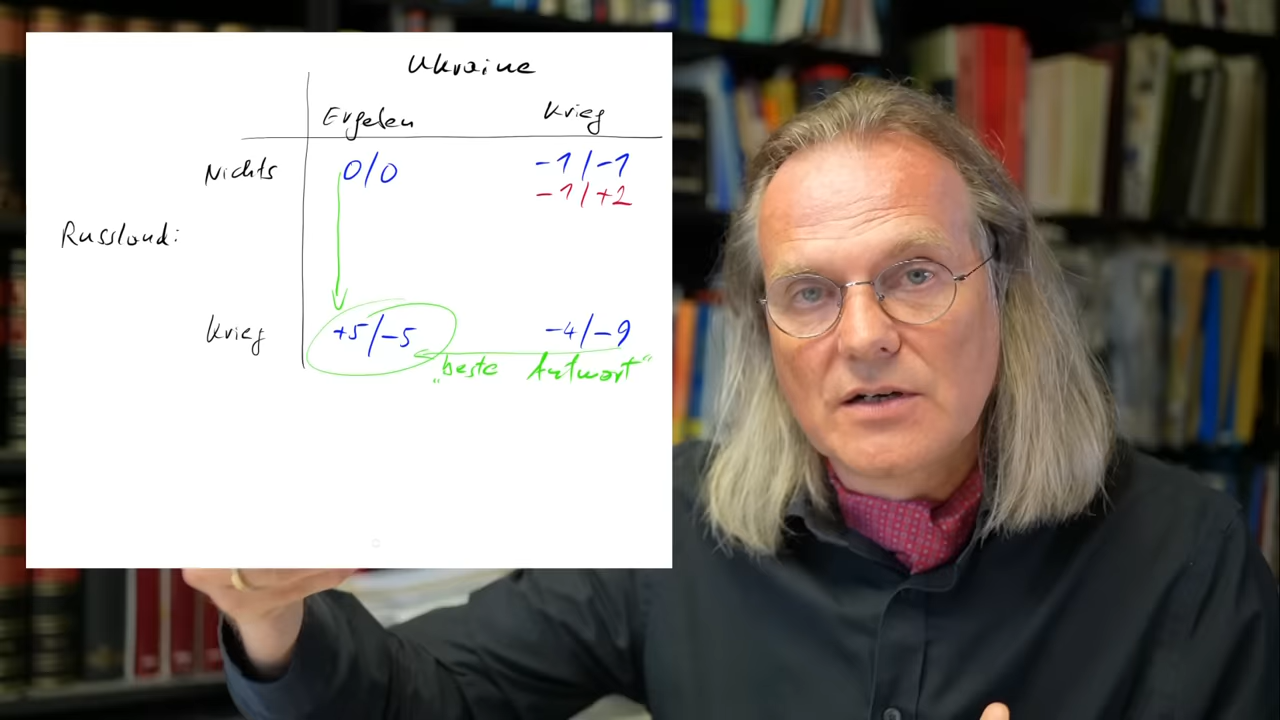 Ukraine
Ergeben Krieg
Nichts 0/0 -1/-1
-1/+2
Russland:
Krieg +5/-5 -4/-9
"beste Antwort"